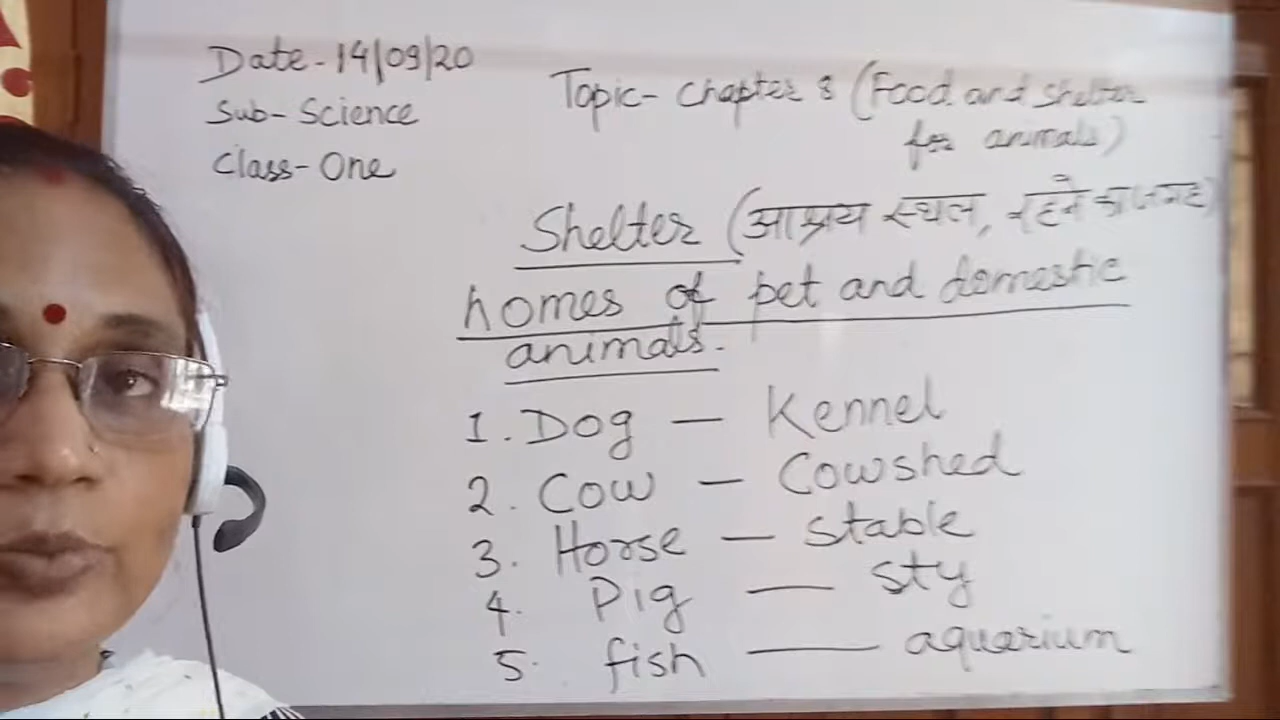 Date-14/09/20
Sub-Science
Class-One
Topic-Chapter 8 (Food and shelter
for animals)
Shelter (आश्रय स्थल, रहने का जगह)
homes of pet and domestic
animals.
1. Dog — Kennel
2. Cow — Cowshed
3. Horse — stable
4. Pig — sty
5. fish — aquarium